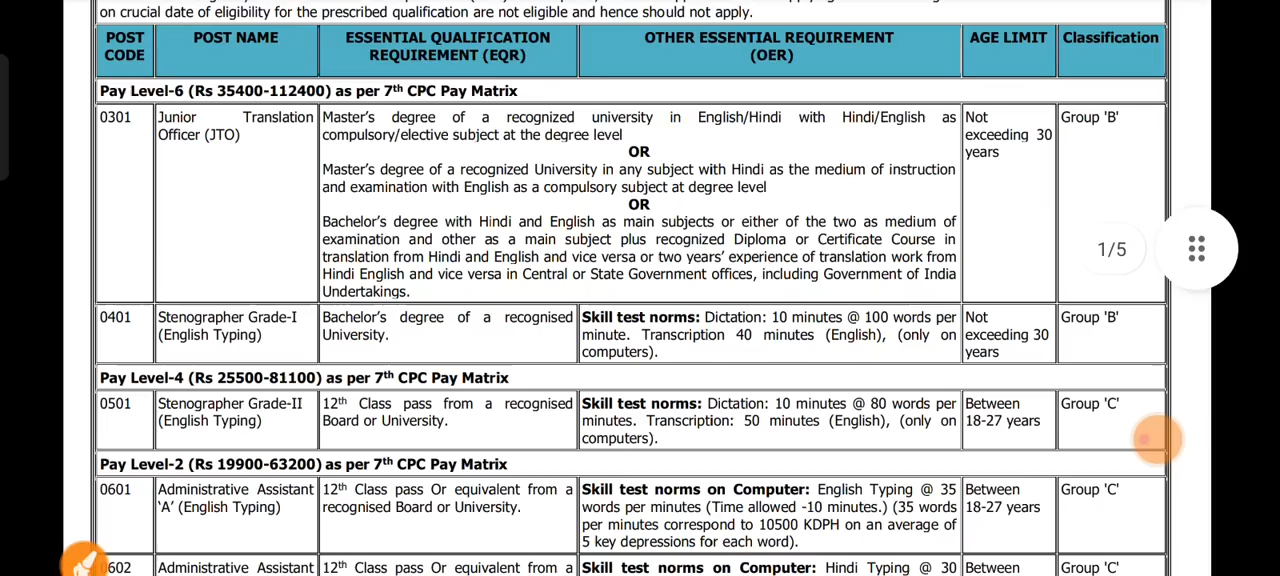 on crucial date of eligibility for the prescribed qualification are not eligible and hence should not apply.
POST CODE
POST NAME
ESSENTIAL QUALIFICATION REQUIREMENT (EQR)
OTHER ESSENTIAL REQUIREMENT (OER)
AGE LIMIT
Classification
Pay Level-6 (Rs 35400-112400) as per 7th CPC Pay Matrix
0301
Junior Translation
Officer (JTO)
Master's degree of a recognized university in English/Hindi with Hindi/English as
compulsory/elective subject at the degree level
OR
Master's degree of a recognized University in any subject with Hindi as the medium of instruction
and examination with English as a compulsory subject at degree level
OR
Bachelor's degree with Hindi and English as main subjects or either of the two as medium of
examination and other as a main subject plus recognized Diploma or Certificate Course in
translation from Hindi and English and vice versa or two years' experience of translation work from
Hindi English and vice versa in Central or State Government offices, including Government of India
Undertakings.
Not
exceeding 30
years
Group 'B'
1/5
0401
Stenographer Grade-I
(English Typing)
Bachelor's degree of a recognised
University.
Skill test norms: Dictation: 10 minutes @ 100 words per
minute. Transcription 40 minutes (English), (only on
computers).
Not
exceeding 30
years
Group 'B'
Pay Level-4 (Rs 25500-81100) as per 7th CPC Pay Matrix
0501
Stenographer Grade-II
(English Typing)
12th Class pass from a recognised
Board or University.
Skill test norms: Dictation: 10 minutes @ 80 words per
minutes. Transcription: 50 minutes (English), (only on
computers).
Between
18-27 years
Group 'C'
Pay Level-2 (Rs 19900-63200) as per 7th CPC Pay Matrix
0601
Administrative Assistant
'A' (English Typing)
12th Class pass Or equivalent from a
recognised Board or University.
Skill test norms on Computer: English Typing @ 35
words per minutes (Time allowed -10 minutes.) (35 words
per minutes correspond to 10500 KDPH on an average of
5 key depressions for each word).
Between
18-27 years
Group 'C'
0602
Administrative Assistant
12th Class pass Or equivalent from a
Skill test norms on Computer: Hindi Typing @ 30
Between
Group 'C'